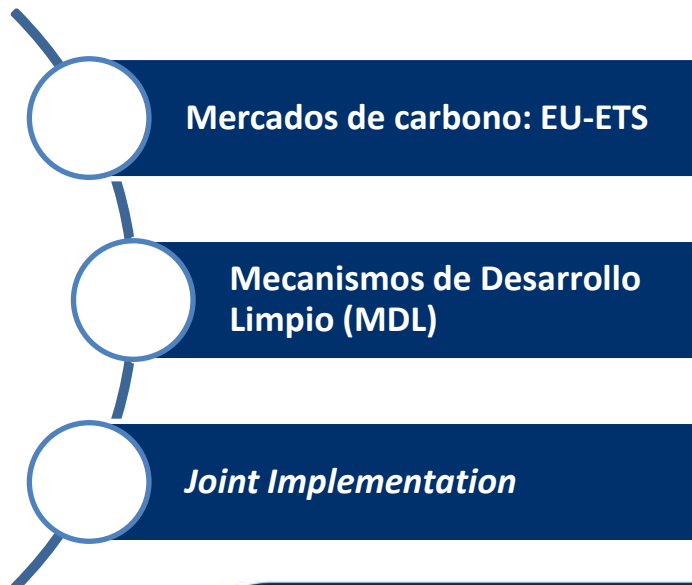 Mercados de carbono: EU-ETS
Mecanismos de Desarrollo
Limpio (MDL)
Joint Implementation